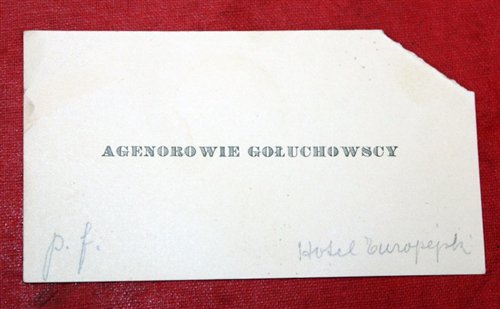 AGENOROWIE GOŁUCHOWSCY
p. f.
Hotel Europejski